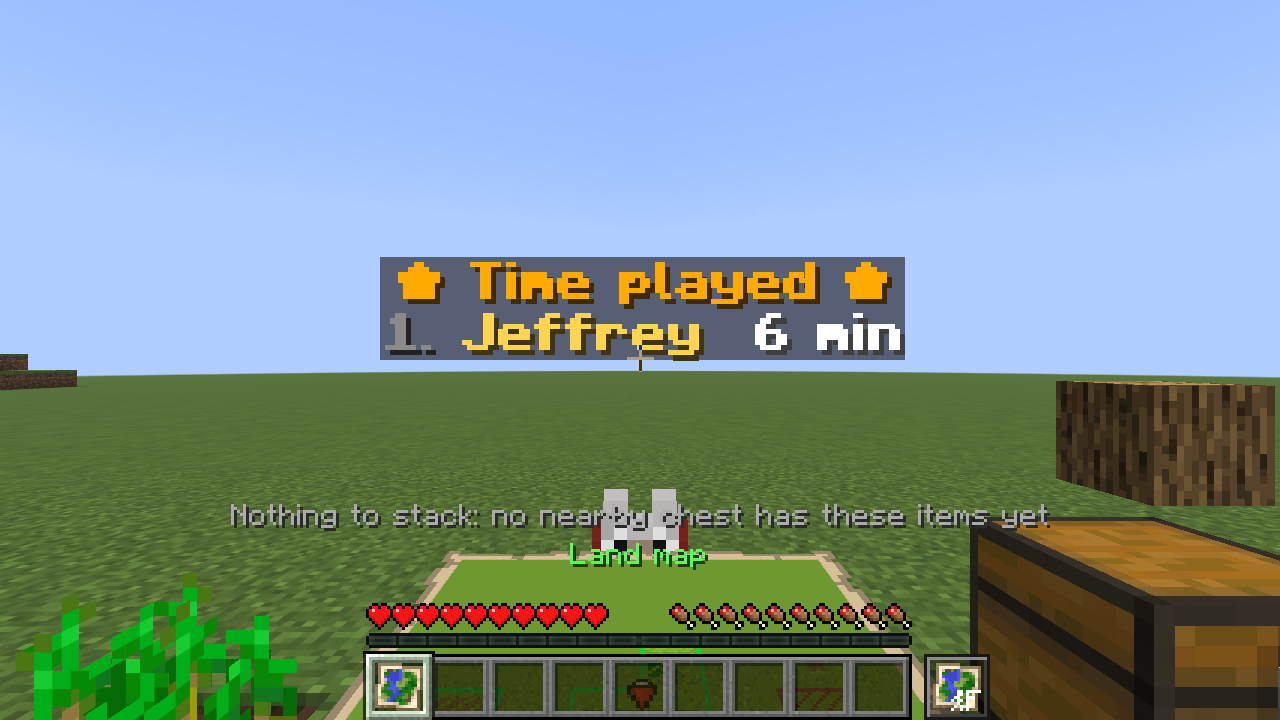 Time played
1. Jeffrey 6 min
Nothing to stack: no nearby chest has these items yet
Land map